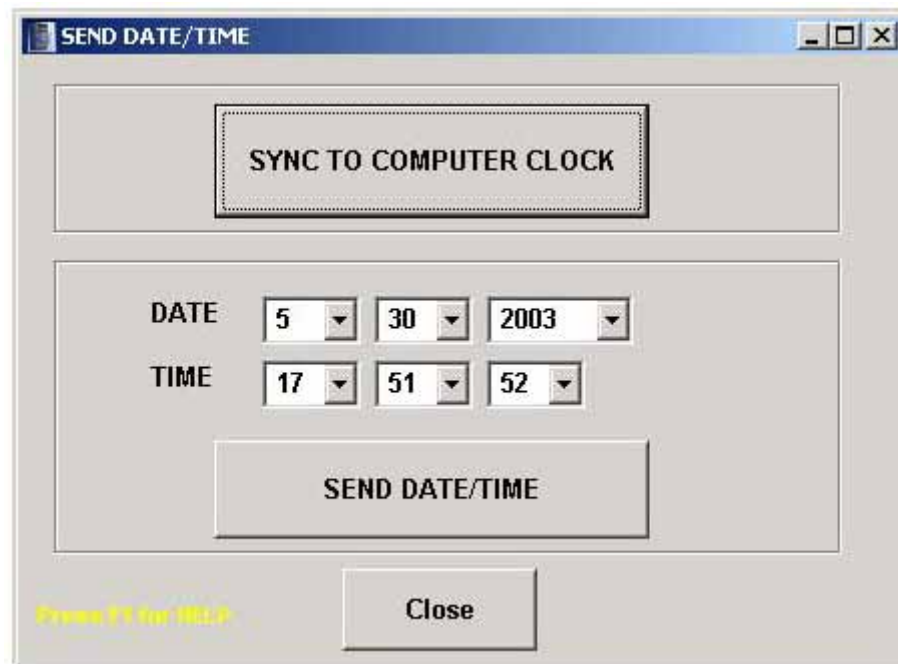 SEND DATE/TIME
SYNC TO COMPUTER CLOCK
DATE 5 30 2003
TIME 17 51 52
SEND DATE/TIME
Press F1 for HELP
Close